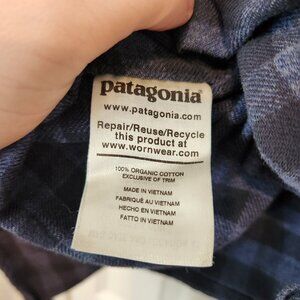 patagonia®
www.patagonia.com
Repair/Reuse/Recycle
this product at
www.wornwear.com
100% ORGANIC COTTON
EXCLUSIVE OF TRIM
MADE IN VIETNAM
FABRIQUÉ AU VIETNAM
HECHO EN VIETNAM
FATTO IN VIETNAM